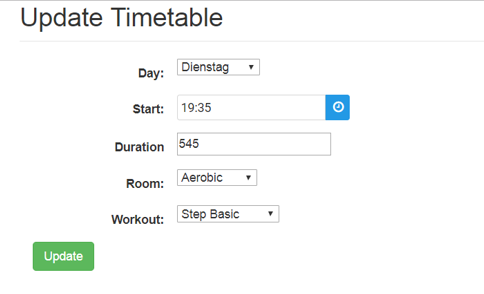 Update Timetable
Day: Dienstag
Start: 19:35
Duration 545
Room: Aerobic
Workout: Step Basic
Update